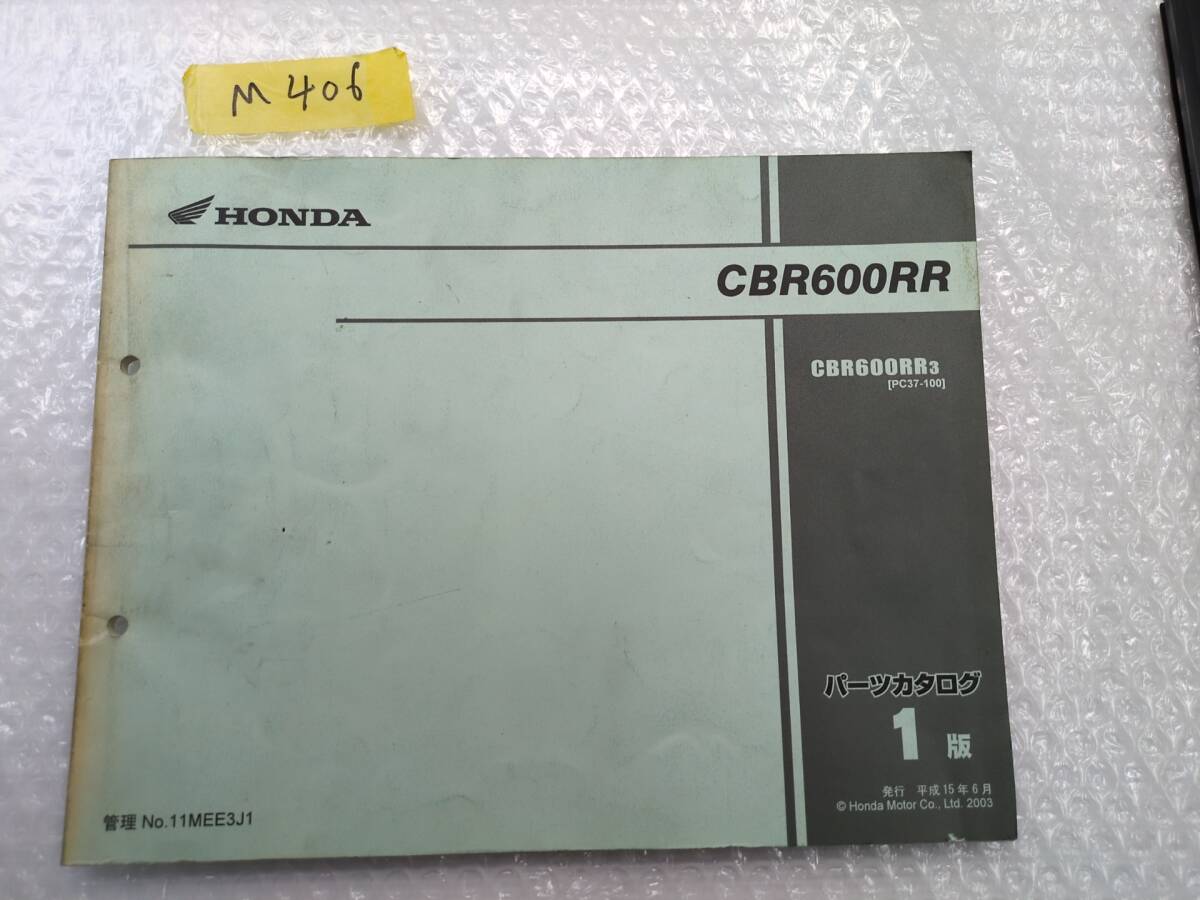 M406
HONDA
CBR600RR
CBR600RR3
[PC37-100]
パーツカタログ
1版
発行 平成15年6月
© Honda Motor Co., Ltd. 2003
管理 No.11MEE3J1